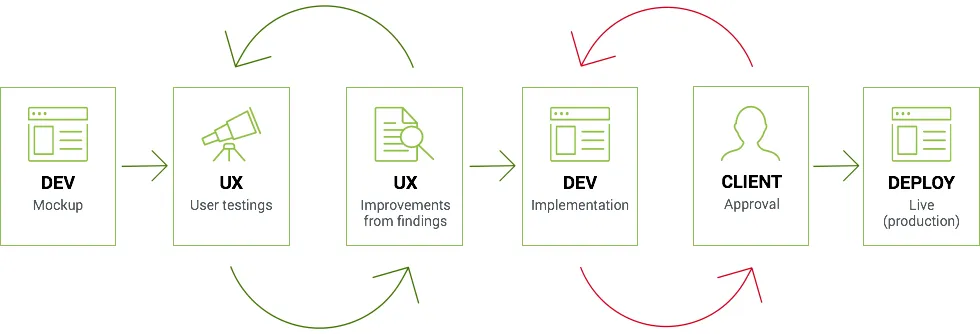 DEV
Mockup
UX
User testings
UX
Improvements
from findings
DEV
Implementation
CLIENT
Approval
DEPLOY
Live
(production)